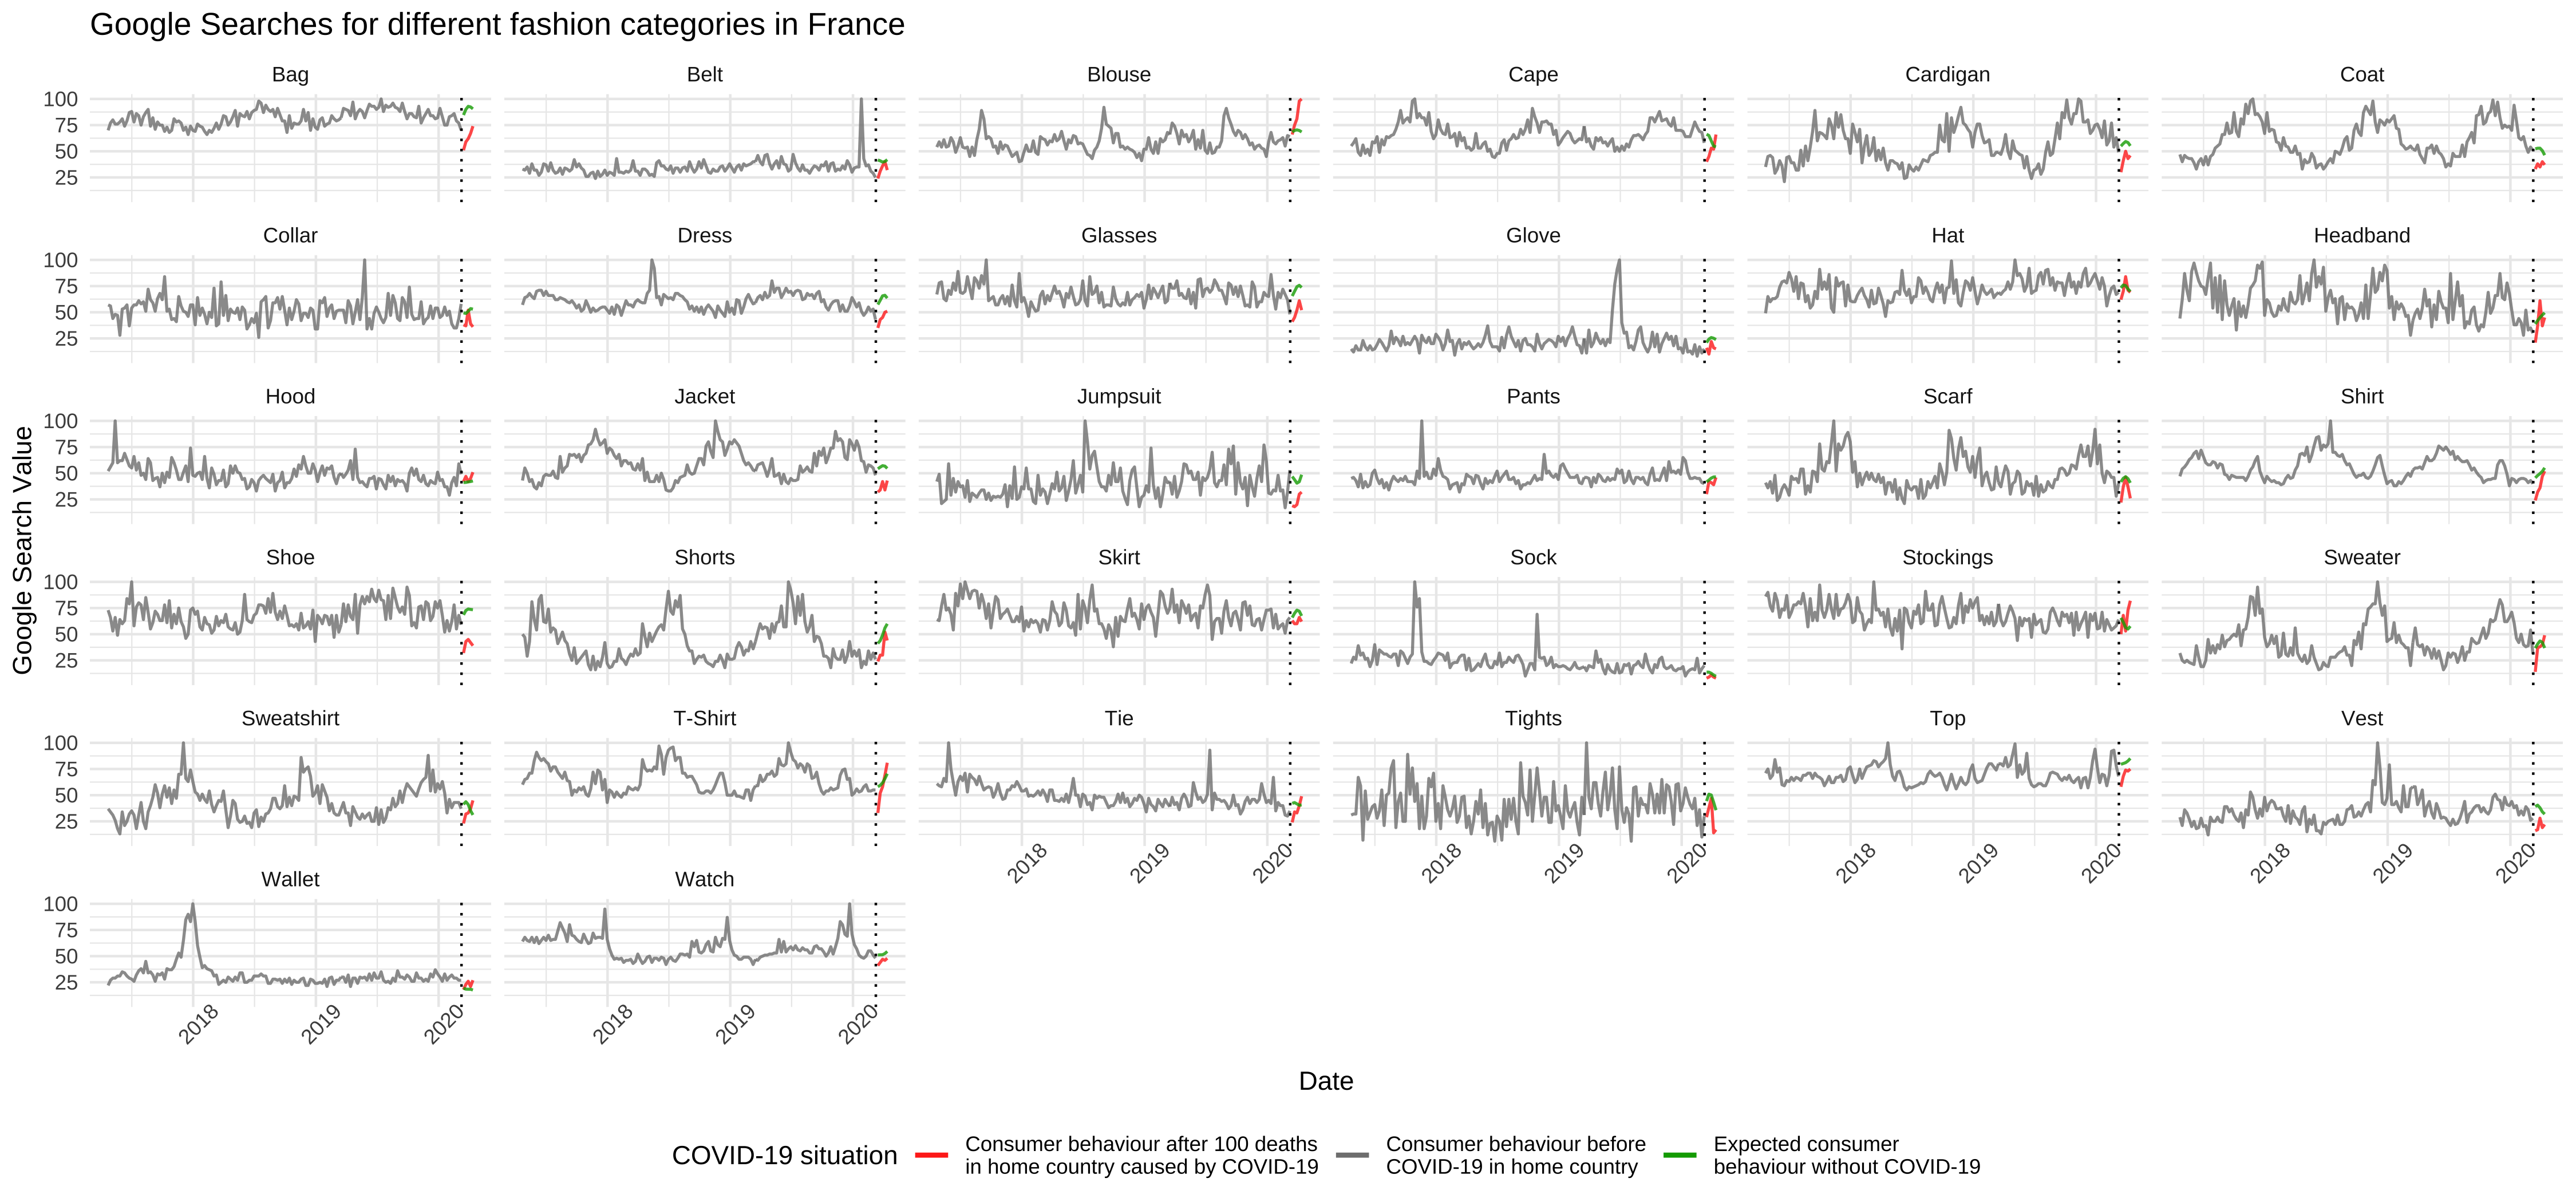 Google Searches for different fashion categories in France
Bag Belt Blouse Cape Cardigan Coat
100
75
50
25
Collar Dress Glasses Glove Hat Headband
100
75
50
25
Hood Jacket Jumpsuit Pants Scarf Shirt
100
75
50
25
Shoe Shorts Skirt Sock Stockings Sweater
100
75
50
25
Sweatshirt T-Shirt Tie Tights Top Vest
100
75
50
25
2018 2019 2020 2018 2019 2020 2018 2019 2020 2018 2019 2020
Wallet Watch
100
75
50
25
2018 2019 2020 2018 2019 2020
Google Search Value
Date
COVID-19 situation
Consumer behaviour after 100 deaths
in home country caused by COVID-19
Consumer behaviour before
COVID-19 in home country
Expected consumer
behaviour without COVID-19